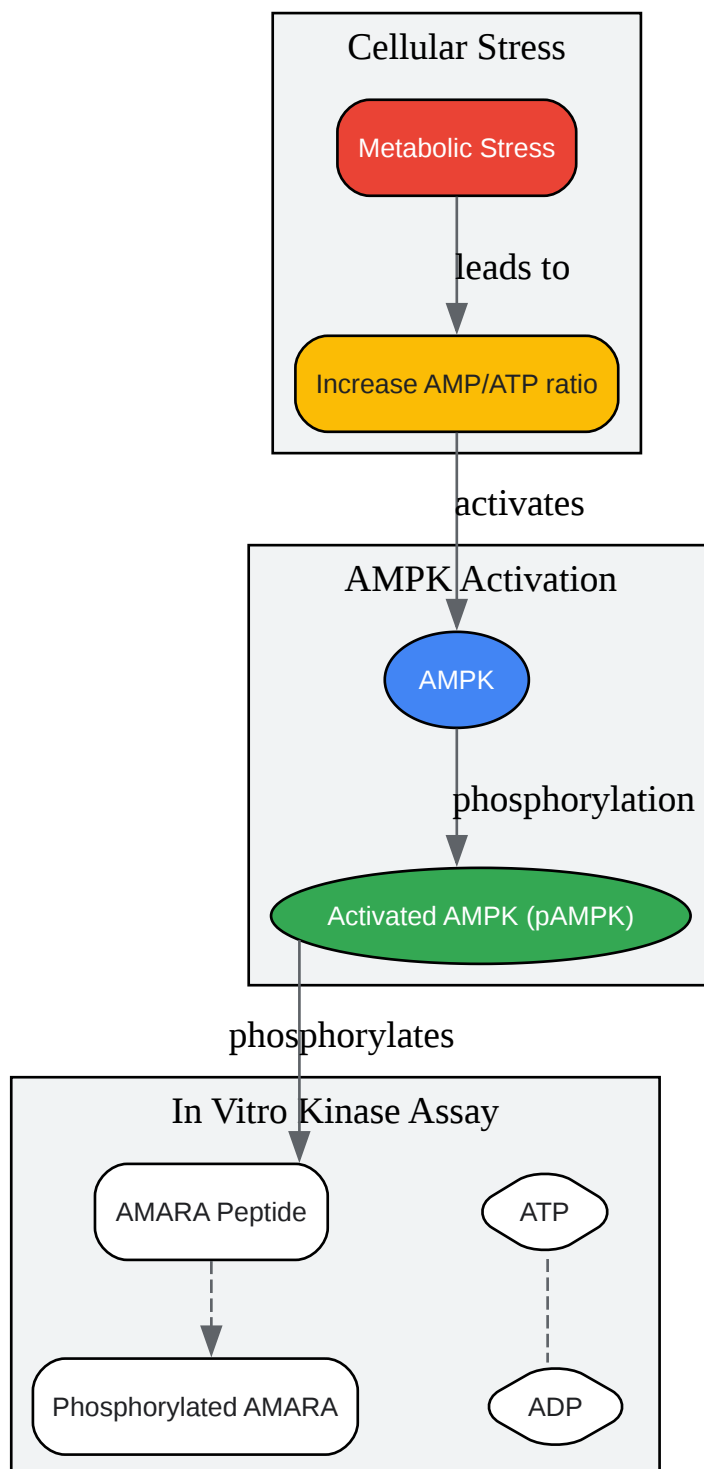 Cellular Stress
Metabolic Stress
leads to
Increase AMP/ATP ratio
activates
AMPK Activation
AMPK
phosphorylation
Activated AMPK (pAMPK)
phosphorylates
In Vitro Kinase Assay
AMARA Peptide
ATP
Phosphorylated AMARA
ADP